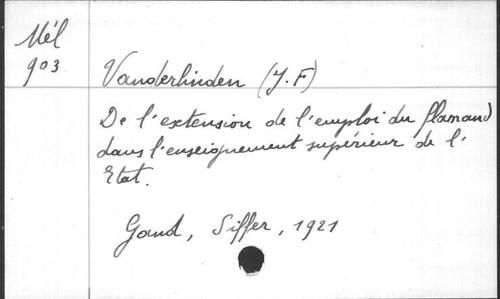 Mél
903
Vanderlinden (J.F)
De l'extension de l'emploi du flamand
dans l'enseignement supérieur de l'
Etat.
Gand, Siffer, 1921